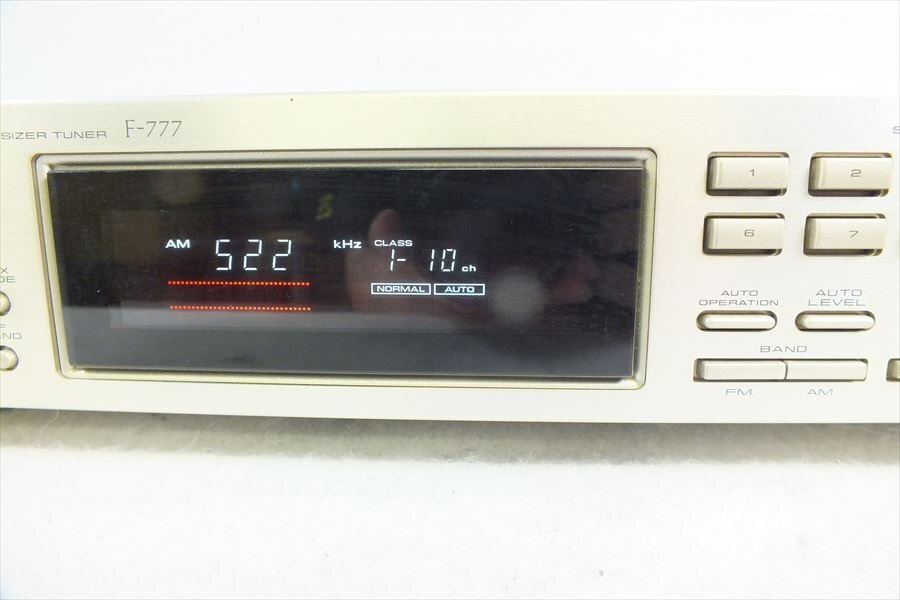 SIZER TUNER F-777
AM 522 kHz CLASS 1- 10 ch
NORMAL AUTO
1 2
6 7
AUTO OPERATION
AUTO LEVEL
BAND
FM AM